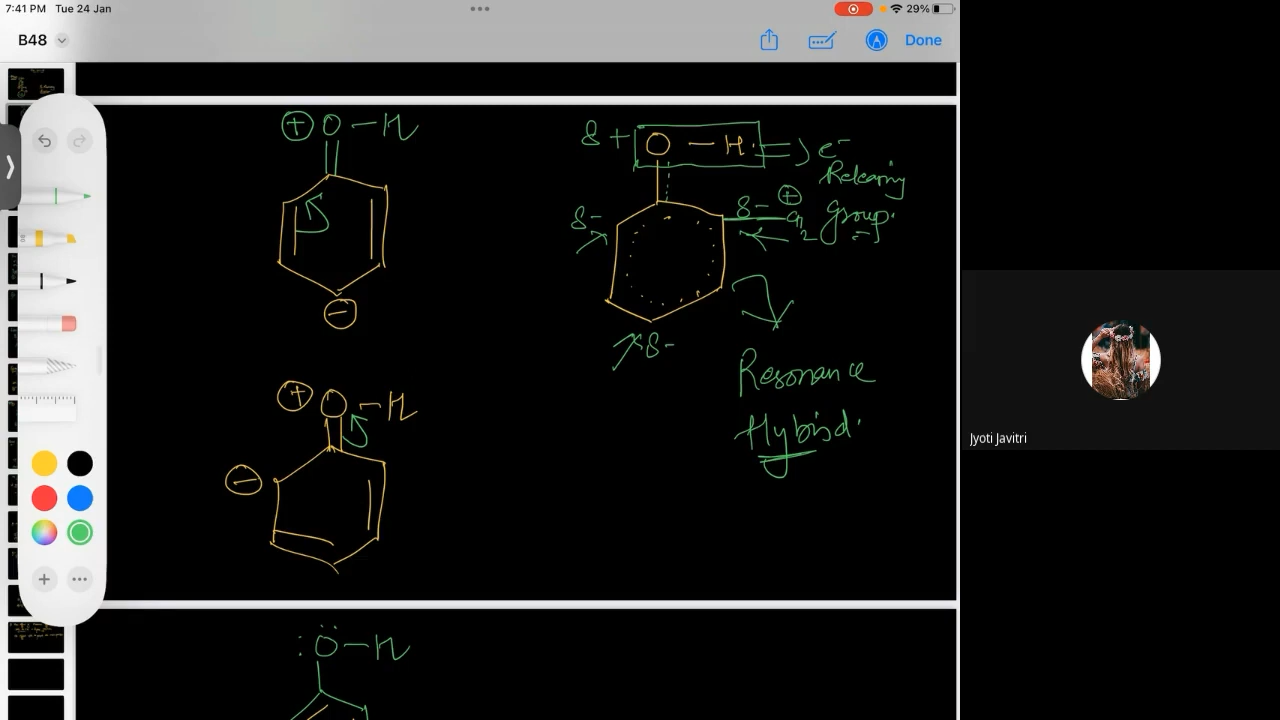 7:41 PM Tue 24 Jan
29%
B48
Done
+ O - H
-
δ+ O - H ⇒ e-
Releasing
δ- δ- +
group.
δ-
+ O - H
-
Resonance
Hybrid.
: Ö - H
Jyoti Javitri